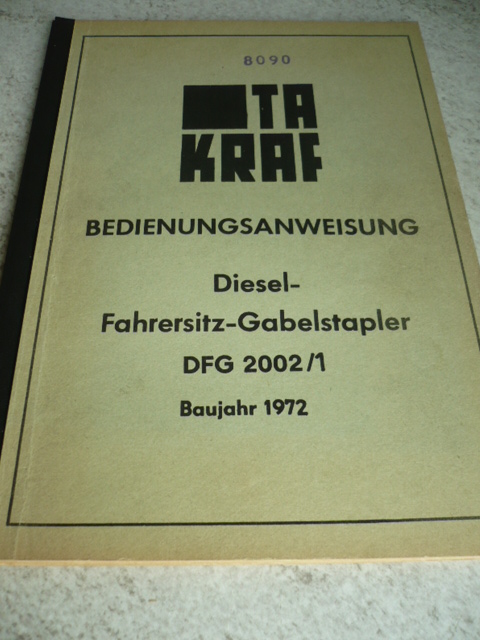 8090
TA
KRAF
BEDIENUNGSANWEISUNG
Diesel-
Fahrersitz-Gabelstapler
DFG 2002/1
Baujahr 1972